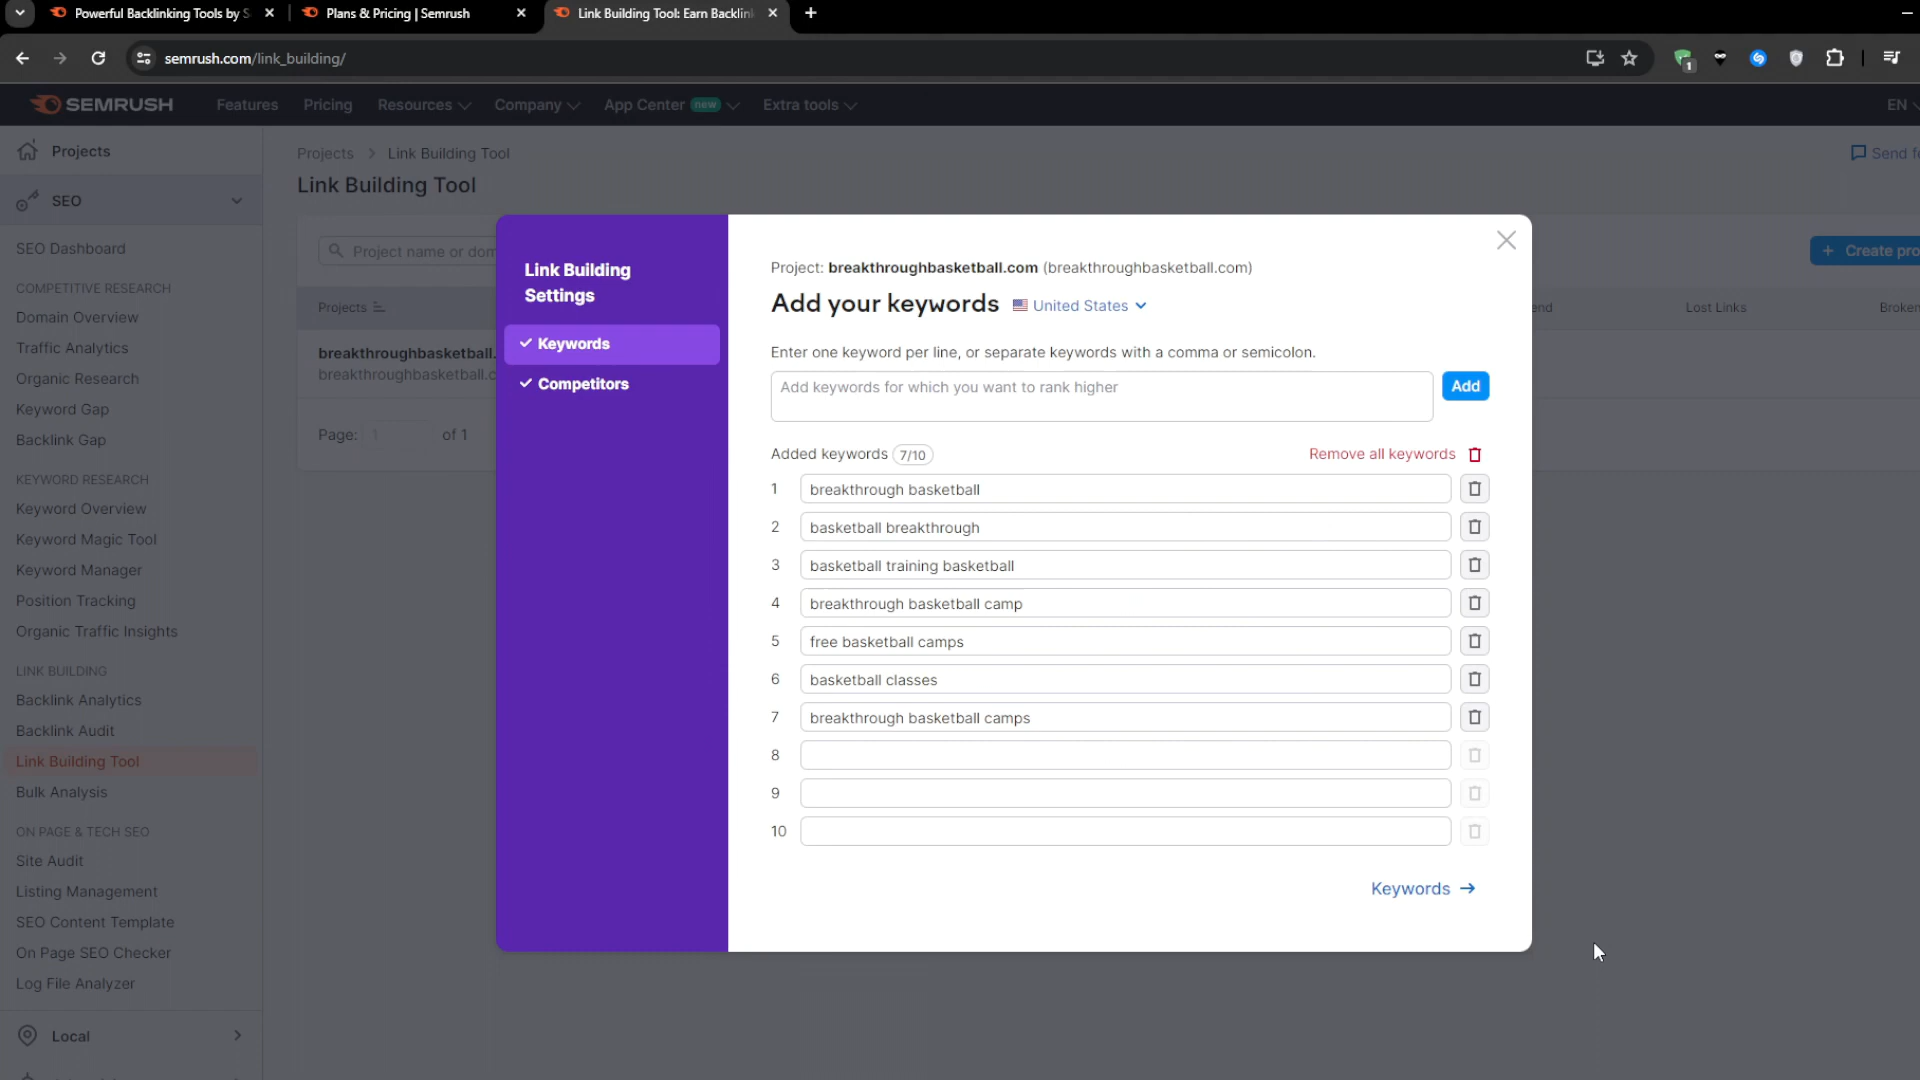 Powerful Backlinking Tools by S
Plans & Pricing | Semrush
Link Building Tool: Earn Backlin
semrush.com/link_building/
1
SEMRUSH
Features
Pricing
Resources
Company
App Center new
Extra tools
EN
Projects
SEO
SEO Dashboard
COMPETITIVE RESEARCH
Domain Overview
Traffic Analytics
Organic Research
Keyword Gap
Backlink Gap
KEYWORD RESEARCH
Keyword Overview
Keyword Magic Tool
Keyword Manager
Position Tracking
Organic Traffic Insights
LINK BUILDING
Backlink Analytics
Backlink Audit
Link Building Tool
Bulk Analysis
ON PAGE & TECH SEO
Site Audit
Listing Management
SEO Content Template
On Page SEO Checker
Log File Analyzer
Local
Projects > Link Building Tool
Send fe
Link Building Tool
Project name or dom
+ Create pro
Projects
end
Lost Links
Broken
breakthroughbasketball.
breakthroughbasketball.c
Page: 1 of 1
Link Building
Settings
Keywords
Competitors
Project: breakthroughbasketball.com (breakthroughbasketball.com)
Add your keywords United States
Enter one keyword per line, or separate keywords with a comma or semicolon.
Add keywords for which you want to rank higher
Add
Added keywords 7/10
Remove all keywords
1 breakthrough basketball
2 basketball breakthrough
3 basketball training basketball
4 breakthrough basketball camp
5 free basketball camps
6 basketball classes
7 breakthrough basketball camps
8
9
10
Keywords →